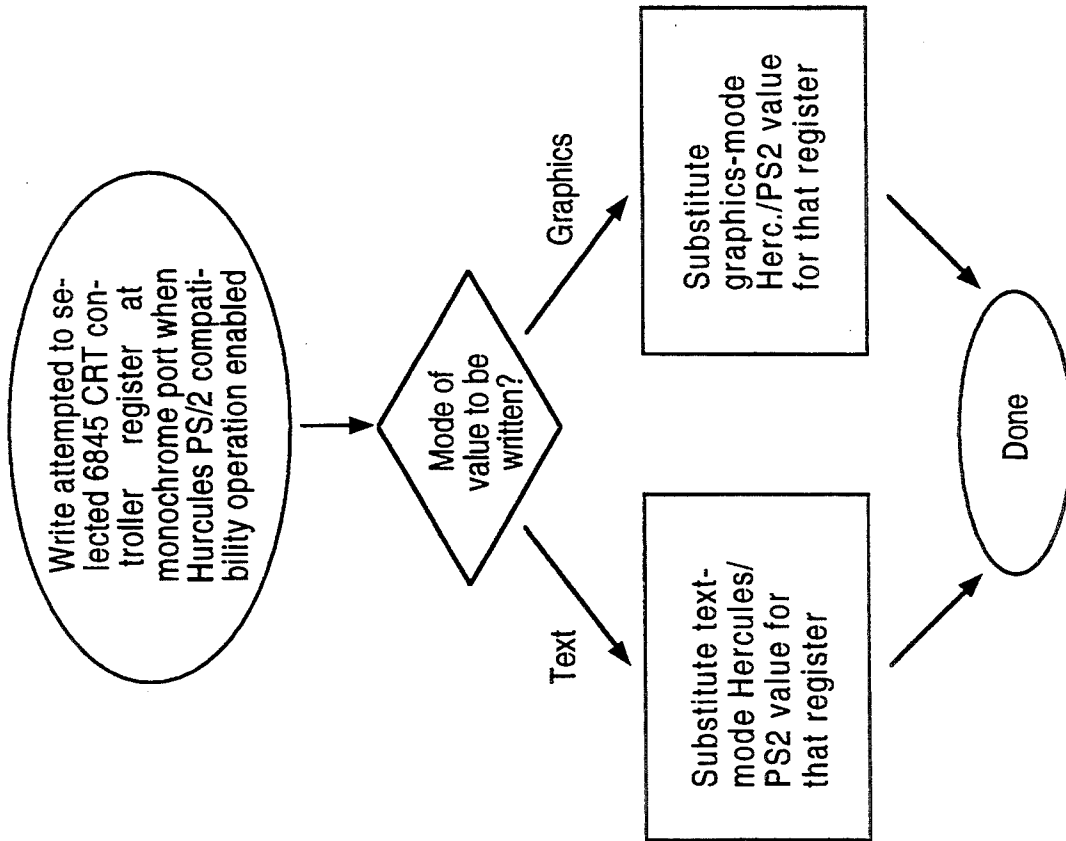 Write attempted to se-
lected 6845 CRT con-
troller register at
monochrome port when
Hurcules PS/2 compati-
bility operation enabled
Mode of
value to be
written?
Text
Graphics
Substitute text-
mode Hercules/
PS2 value for
that register
Substitute
graphics-mode
Herc./PS2 value
for that register
Done